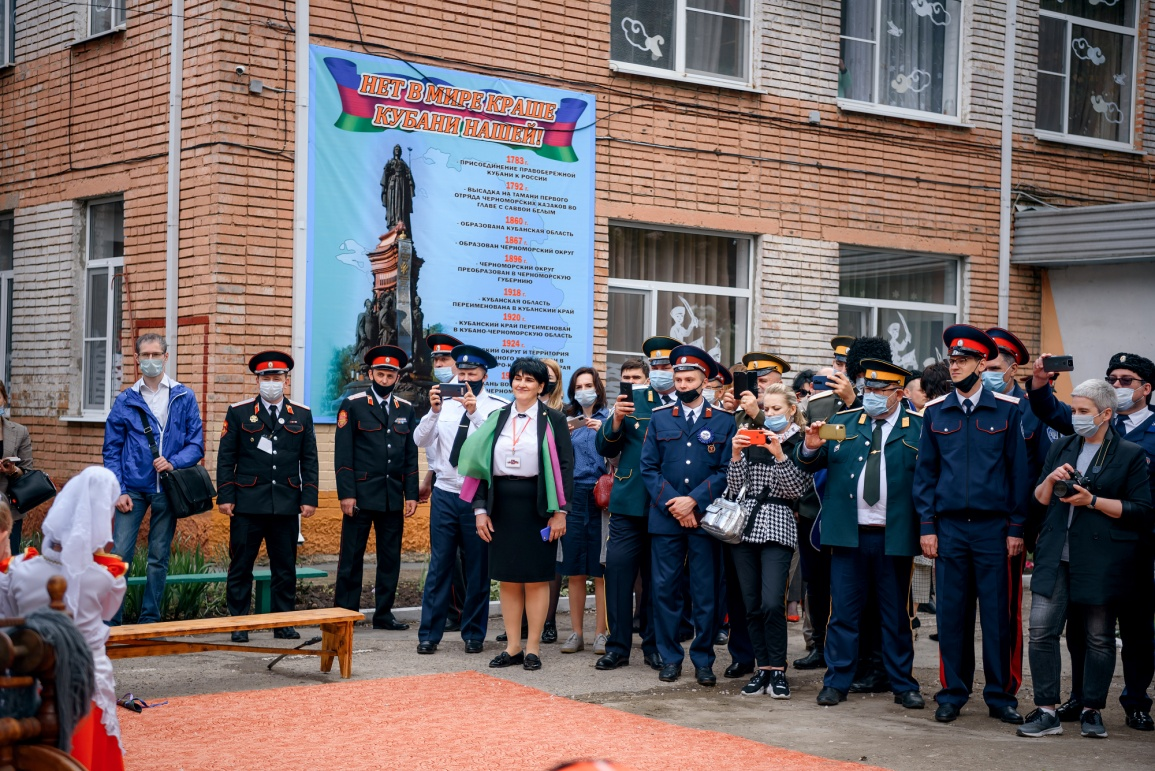 НЕТ В МИРЕ КРАШЕ
КУБАНИ НАШЕЙ!
1783 г.
ПРИСОЕДИНЕНИЕ ПРАВОБЕРЕЖНОЙ
КУБАНИ К РОССИИ
1792 г.
- ВЫСАДКА НА ТАМАНИ ПЕРВОГО
ОТРЯДА ЧЕРНОМОРСКИХ КАЗАКОВ ВО
ГЛАВЕ С САВВОЙ БЕЛЫМ
1860 г.
- ОБРАЗОВАНА КУБАНСКАЯ ОБЛАСТЬ
1867 г.
- ОБРАЗОВАН ЧЕРНОМОРСКИЙ ОКРУГ
1896 г.
- ЧЕРНОМОРСКИЙ ОКРУГ
ПРЕОБРАЗОВАН В ЧЕРНОМОРСКУЮ
ГУБЕРНИЮ
1918 г.
- КУБАНСКАЯ ОБЛАСТЬ
ПЕРЕИМЕНОВАНА В КУБАНСКИЙ КРАЙ
1920 г.
- КУБАНСКИЙ КРАЙ ПЕРЕИМЕНОВАН
В КУБАНО-ЧЕРНОМОРСКУЮ ОБЛАСТЬ
1924 г.
ОКРУГ И ТЕРРИТОРИЯ